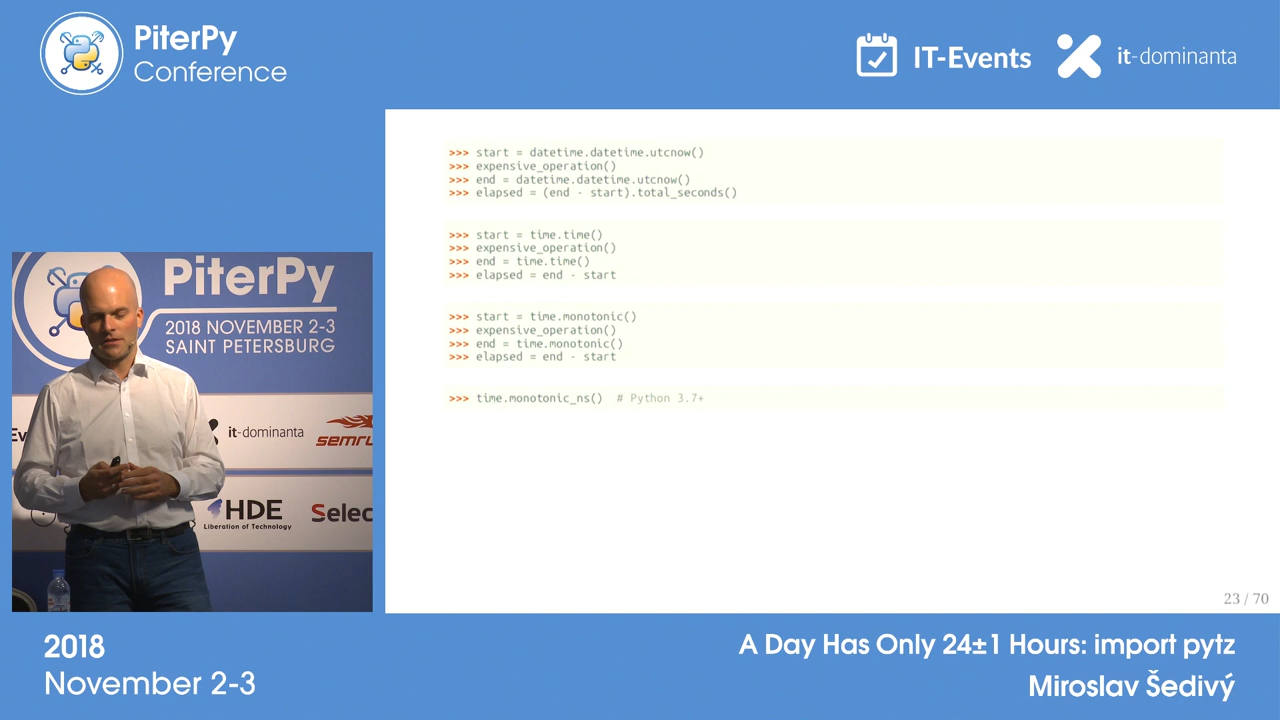 PiterPy
Conference
IT-Events
it-dominanta
>>> start = datetime.datetime.utcnow()
>>> expensive_operation()
>>> end = datetime.datetime.utcnow()
>>> elapsed = (end - start).total_seconds()
>>> start = time.time()
>>> expensive_operation()
>>> end = time.time()
>>> elapsed = end - start
>>> start = time.monotonic()
>>> expensive_operation()
>>> end = time.monotonic()
>>> elapsed = end - start
>>> time.monotonic_ns()  # Python 3.7+
23 / 70
PiterPy
2018 NOVEMBER 2-3
SAINT PETERSBURG
Ev
it-dominanta
semru
HDE
Liberation of Technology
Selec
2018
November 2-3
A Day Has Only 24±1 Hours: import pytz
Miroslav Šedivý